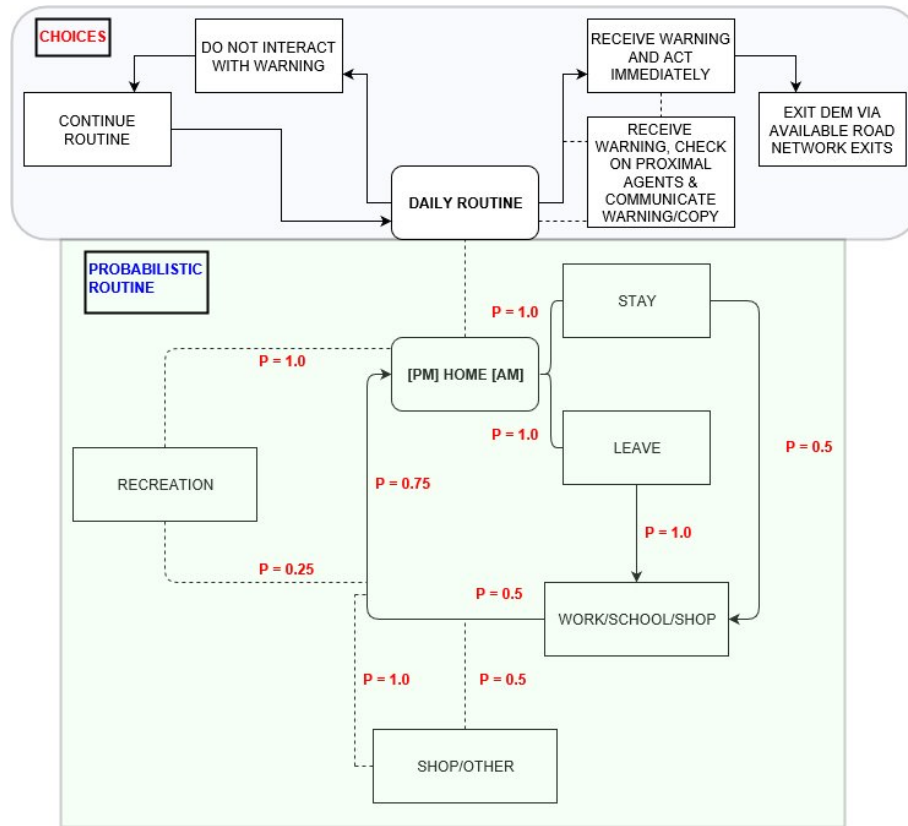 CHOICES
DO NOT INTERACT
WITH WARNING
RECEIVE WARNING
AND ACT
IMMEDIATELY
CONTINUE
ROUTINE
EXIT DEM VIA
AVAILABLE ROAD
NETWORK EXITS
RECEIVE
WARNING, CHECK
ON PROXIMAL
AGENTS &
COMMUNICATE
WARNING/COPY
DAILY ROUTINE
PROBABILISTIC
ROUTINE
STAY
P = 1.0
P = 1.0
[PM] HOME [AM]
P = 1.0
LEAVE
P = 0.5
RECREATION
P = 0.75
P = 1.0
P = 0.25
P = 0.5
WORK/SCHOOL/SHOP
P = 1.0
P = 0.5
SHOP/OTHER